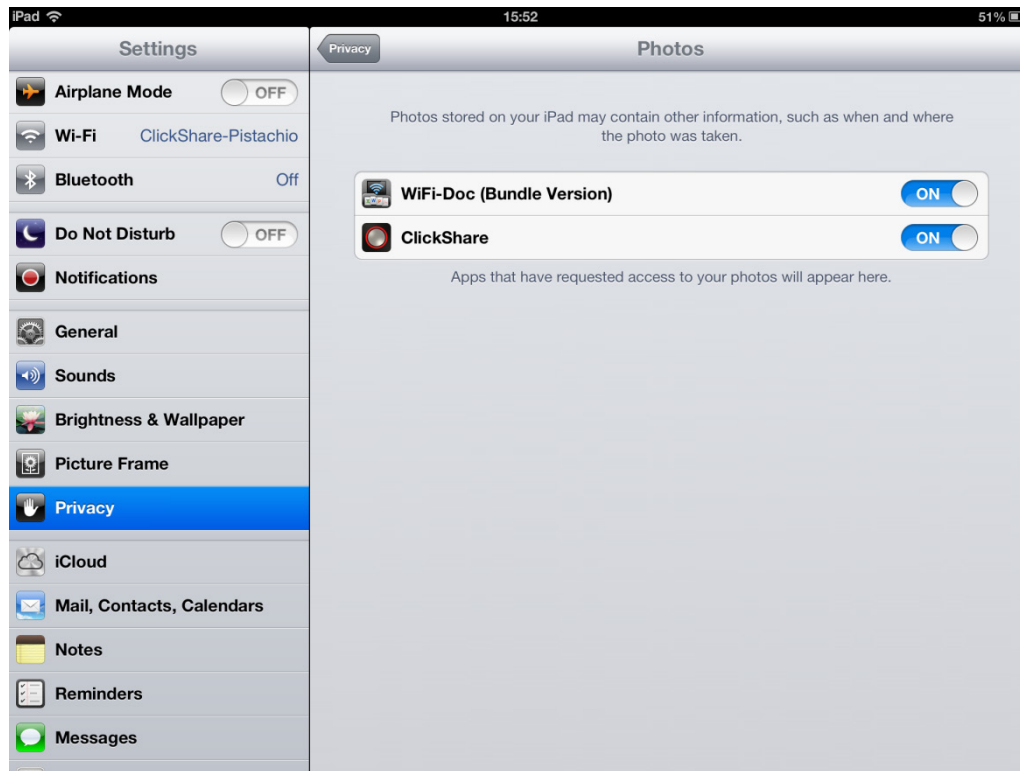 iPad 15:52 51%
Settings
Airplane Mode OFF
Wi-Fi ClickShare-Pistachio
Bluetooth Off
Do Not Disturb OFF
Notifications
General
Sounds
Brightness & Wallpaper
Picture Frame
Privacy
iCloud
Mail, Contacts, Calendars
Notes
Reminders
Messages
Privacy Photos
Photos stored on your iPad may contain other information, such as when and where
the photo was taken.
WiFi-Doc (Bundle Version) ON
ClickShare ON
Apps that have requested access to your photos will appear here.